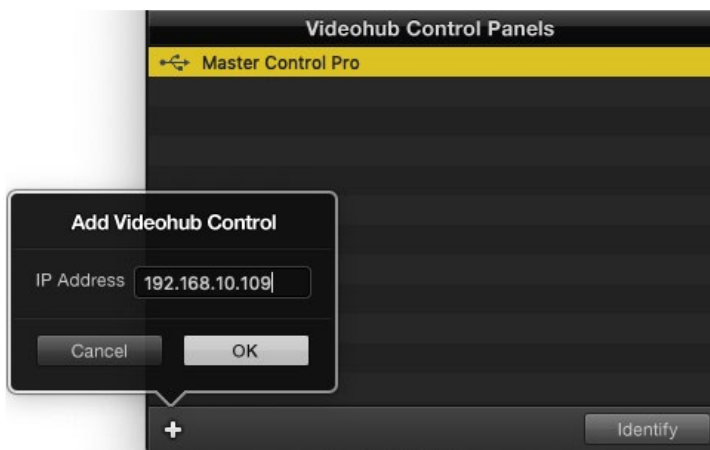 Videohub Control Panels
Master Control Pro
Add Videohub Control
IP Address 192.168.10.109
Cancel OK
+ Identify